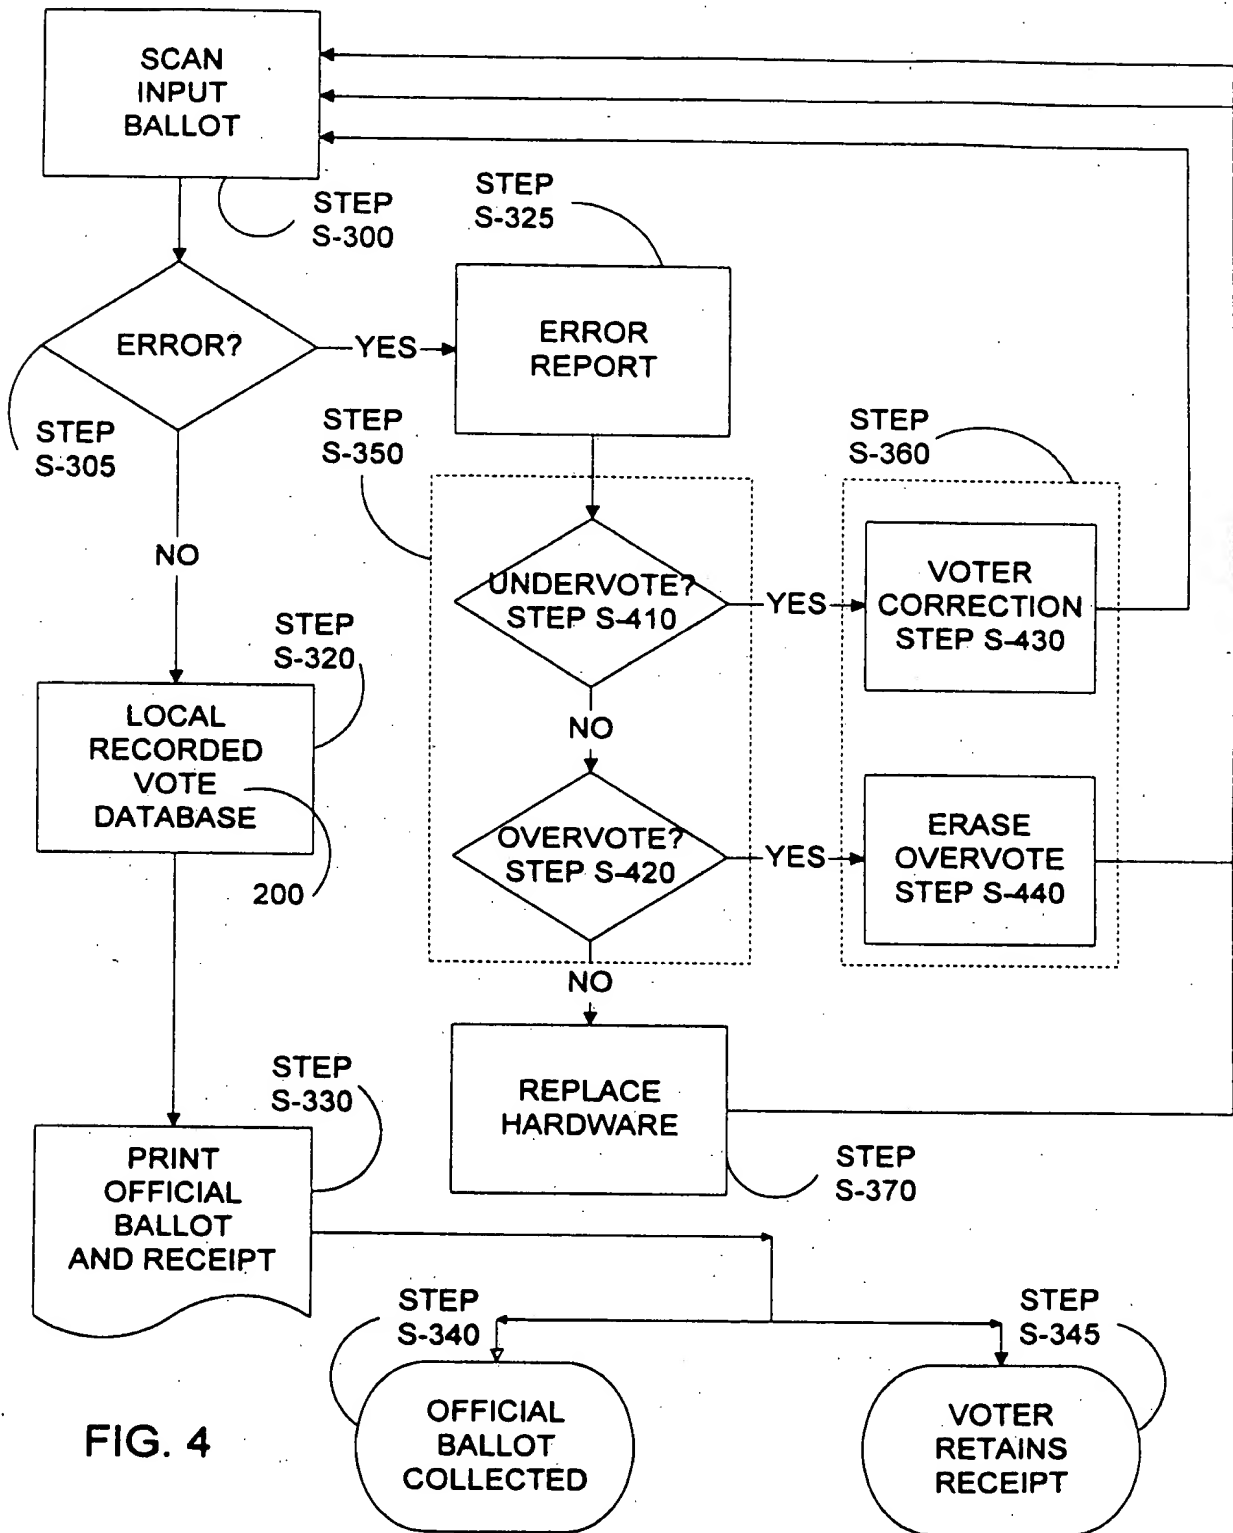 SCAN
INPUT
BALLOT
STEP
S-300
STEP
S-325
ERROR?
YES
ERROR
REPORT
STEP
S-305
STEP
S-350
STEP
S-360
NO
UNDERVOTE?
STEP S-410
YES
VOTER
CORRECTION
STEP S-430
STEP
S-320
LOCAL
RECORDED
VOTE
DATABASE
NO
200
OVERVOTE?
STEP S-420
YES
ERASE
OVERVOTE
STEP S-440
NO
STEP
S-330
REPLACE
HARDWARE
STEP
S-370
PRINT
OFFICIAL
BALLOT
AND RECEIPT
STEP
S-340
STEP
S-345
OFFICIAL
BALLOT
COLLECTED
VOTER
RETAINS
RECEIPT
FIG. 4